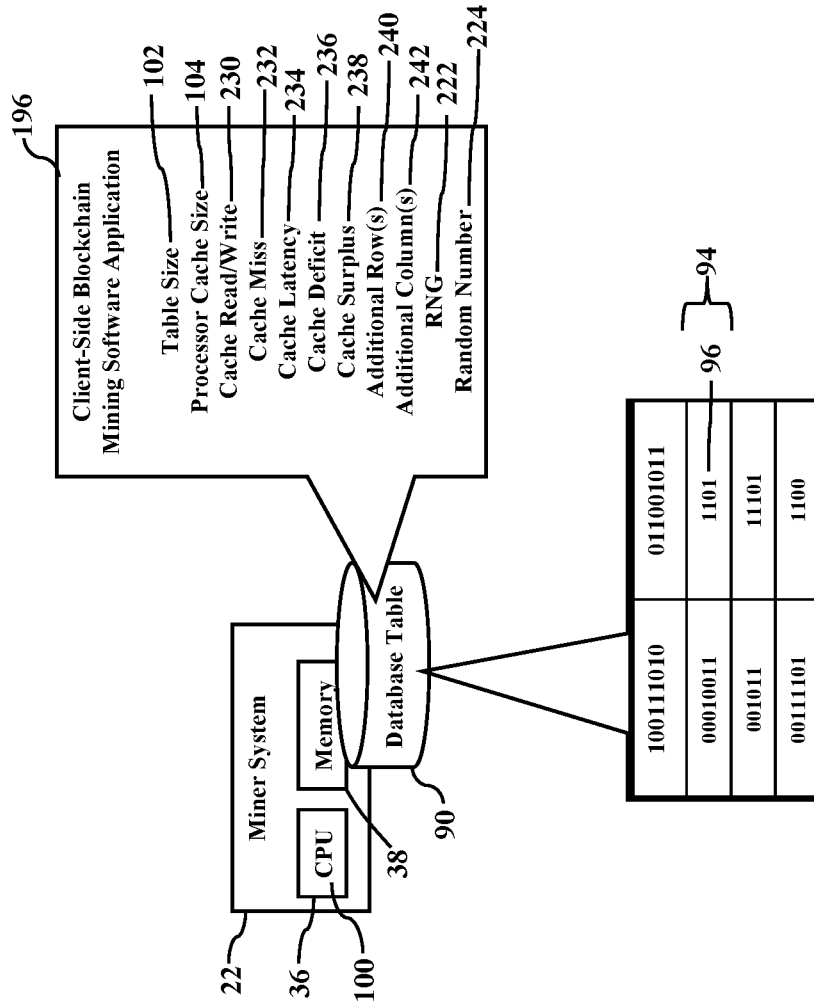 196
Client-Side Blockchain
Mining Software Application
Table Size 102
Processor Cache Size 104
Cache Read/Write 230
Cache Miss 232
Cache Latency 234
Cache Deficit 236
Cache Surplus 238
Additional Row(s) 240
Additional Column(s) 242
RNG 222
Random Number 224
22
Miner System
36
CPU
100
Memory
38
Database Table
90
94
96
100111010 011001011
00010011 1101
001011 11101
00111101 1100